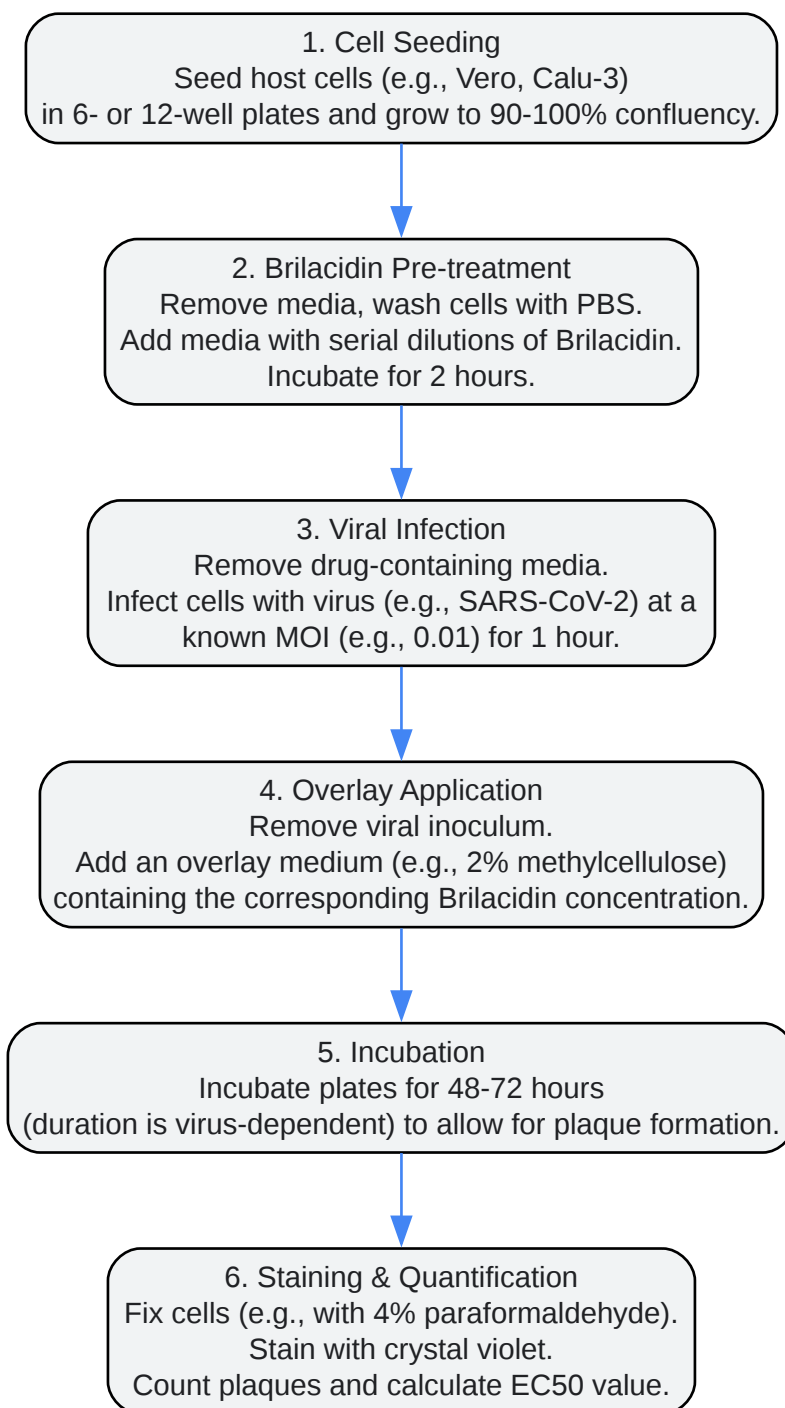 1. Cell Seeding
Seed host cells (e.g., Vero, Calu-3)
in 6- or 12-well plates and grow to 90-100% confluency.
2. Brilacidin Pre-treatment
Remove media, wash cells with PBS.
Add media with serial dilutions of Brilacidin.
Incubate for 2 hours.
3. Viral Infection
Remove drug-containing media.
Infect cells with virus (e.g., SARS-CoV-2) at a
known MOI (e.g., 0.01) for 1 hour.
4. Overlay Application
Remove viral inoculum.
Add an overlay medium (e.g., 2% methylcellulose)
containing the corresponding Brilacidin concentration.
5. Incubation
Incubate plates for 48-72 hours
(duration is virus-dependent) to allow for plaque formation.
6. Staining & Quantification
Fix cells (e.g., with 4% paraformaldehyde).
Stain with crystal violet.
Count plaques and calculate EC50 value.